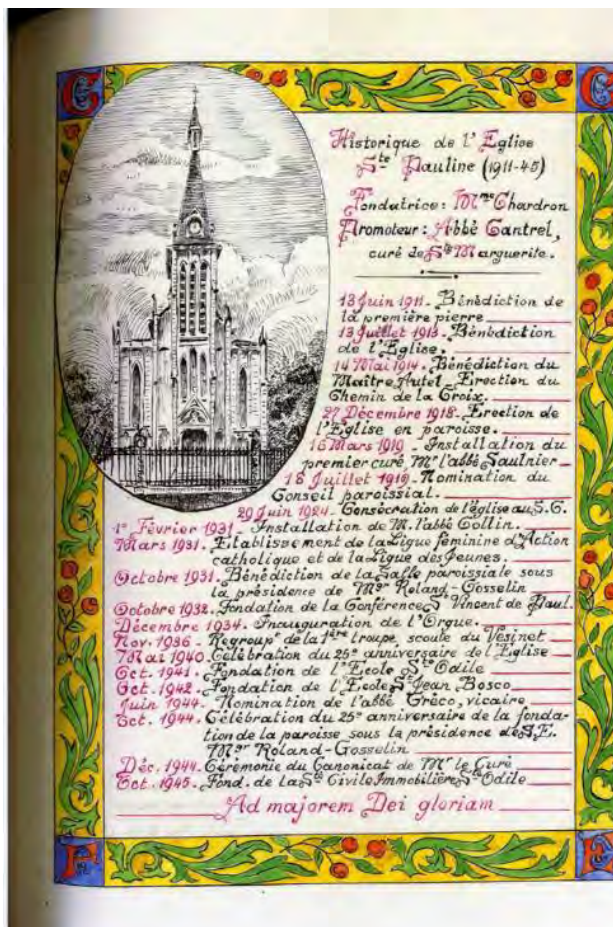 Historique de l'Eglise
Ste Pauline (1911-45)
Fondatrice: Mme Chardron
Promoteur: Abbé Cantrel,
curé de Ste Marguerite.
13 Juin 1911. Bénédiction de
la première pierre
13 Juillet 1913. Bénédiction
de l'Eglise.
14 Mai 1914. Bénédiction du
Maître Autel - Erection du
Chemin de la Croix.
27 Décembre 1918. Erection de
l'Eglise en paroisse.
16 Mars 1919 - Installation du
premier curé, Mr l'abbé Saulnier
18 Juillet 1919. Nomination du
Conseil paroissial.
29 Juin 1924. Consécration de l'église au S.C.
1er Février 1931 - Installation de M. l'abbé Collin.
Mars 1931. Etablissement de la Ligue féminine d'Action
catholique et de la Ligue des Jeunes.
Octobre 1931. Bénédiction de la Salle paroissiale sous
la présidence de Mgr Roland-Gosselin
Octobre 1932. Fondation de la Conférence St Vincent de Paul.
Décembre 1934. Inauguration de l'Orgue.
Nov. 1936 - Regroupt de la 1ère troupe scoute du Vesinet
7 Mai 1940. Célébration du 25e anniversaire de l'Eglise
Oct. 1941. Fondation de l'Ecole Ste Odile
Oct. 1942. Fondation de l'Ecole St Jean Bosco
Juin 1944. Nomination de l'abbé Gréco, vicaire
Oct. 1944. Célébration du 25e anniversaire de la fonda-
tion de la paroisse sous la présidence de S.E.
Mgr Roland-Gosselin
Déc. 1944. Cérémonie du Canonicat de Mr le Curé
Oct. 1945. Fond. de la Sté Civile Immobilière Ste Odile
Ad majorem Dei gloriam